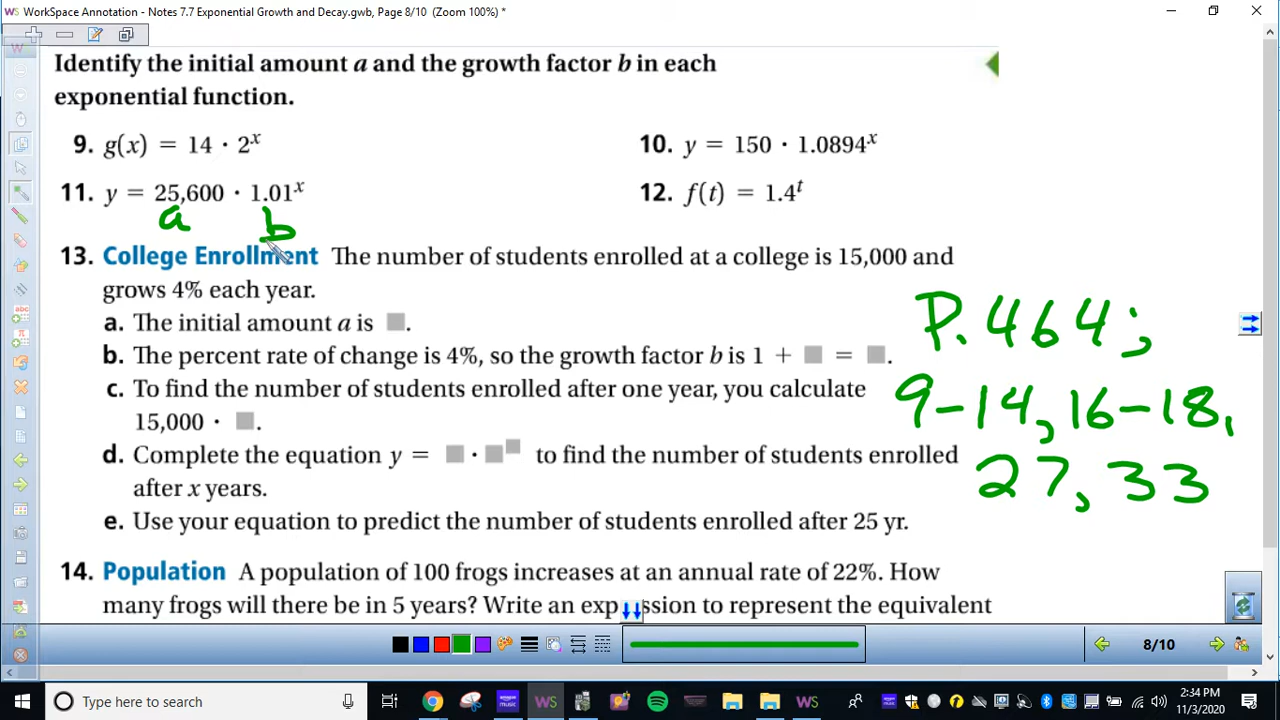 WorkSpace Annotation — Notes 7.7 Exponential Growth and Decay.gwb, Page 8/10 (Zoom 100%) *
Identify the initial amount a and the growth factor b in each
exponential function.
9. g(x) = 14 · 2^x
10. y = 150 · 1.0894^x
11. y = 25,600 · 1.01^x
12. f(t) = 1.4^t
a b
13. College Enrollment The number of students enrolled at a college is 15,000 and
grows 4% each year.
a. The initial amount a is ■.
b. The percent rate of change is 4%, so the growth factor b is 1 + ■ = ■.
c. To find the number of students enrolled after one year, you calculate
15,000 · ■.
d. Complete the equation y = ■ · ■^■ to find the number of students enrolled
after x years.
e. Use your equation to predict the number of students enrolled after 25 yr.
P. 464;
9-14, 16-18,
27, 33
14. Population A population of 100 frogs increases at an annual rate of 22%. How
many frogs will there be in 5 years? Write an exp ssion to represent the equivalent
8/10
Type here to search
2:34 PM
11/3/2020